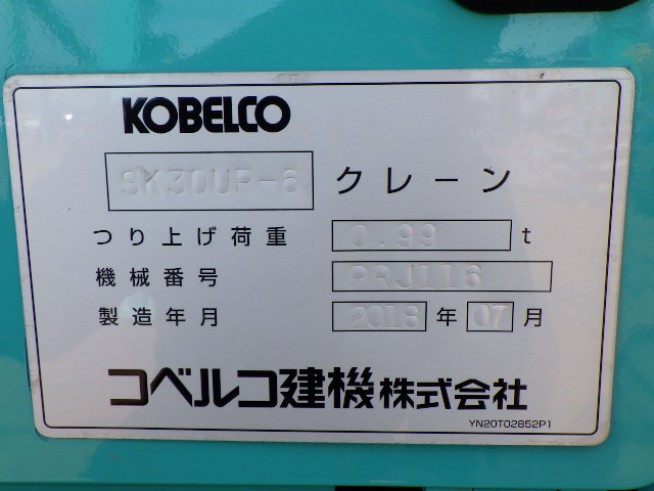 KOBELCO
SK30UR-6 クレーン
つり上げ荷重 0.99 t
機械番号 PRJ116
製造年月 2018 年 07 月
コベルコ建機株式会社
YN20T02852P1